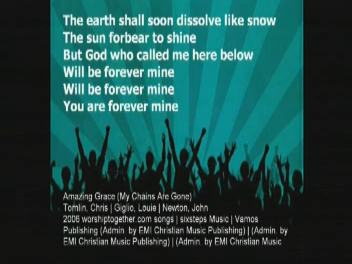 The earth shall soon dissolve like snow
The sun forbear to shine
But God who called me here below
Will be forever mine
Will be forever mine
You are forever mine
Amazing Grace (My Chains Are Gone)
Tomlin, Chris | Giglio, Louie | Newton, John
2006 worshiptogether.com songs | sixsteps Music | Vamos
Publishing (Admin. by EMI Christian Music Publishing) | (Admin. by
EMI Christian Music Publishing) | (Admin. by EMI Christian Music